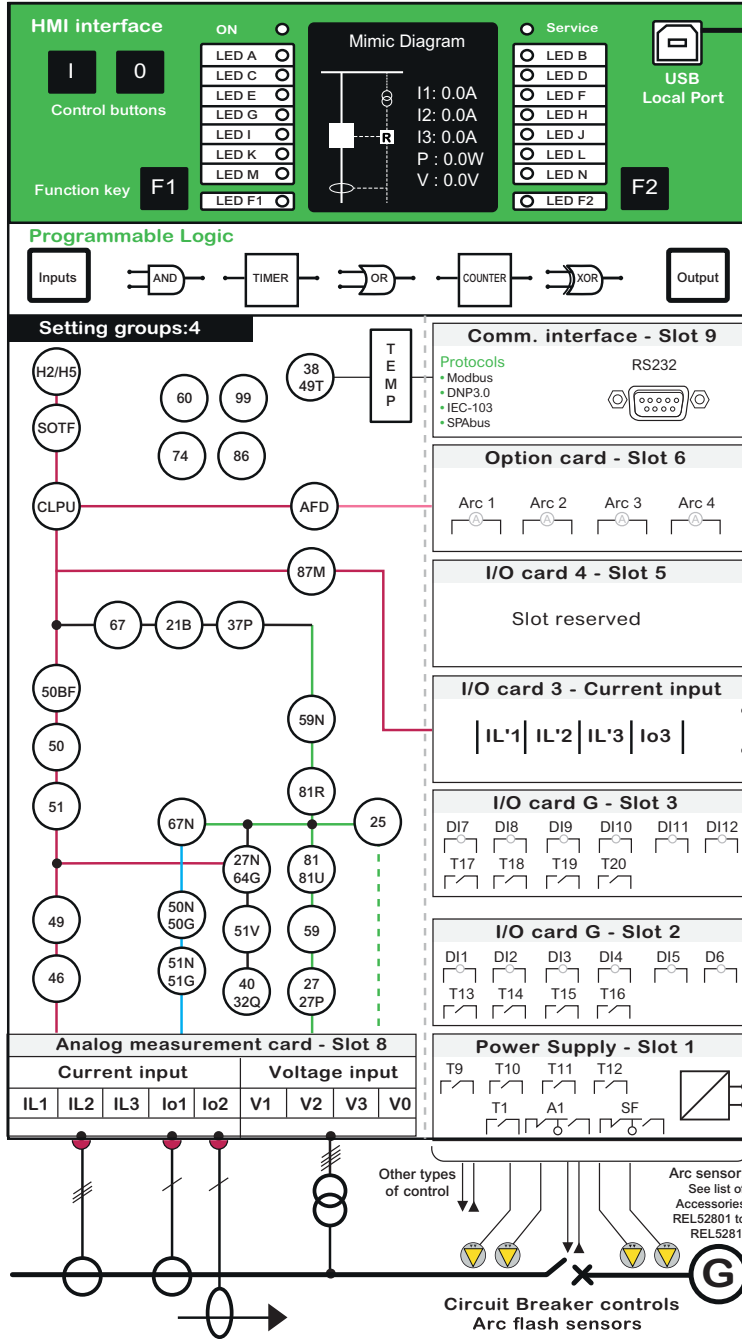 HMI interface
ON
Service
I
0
Control buttons
LED A
LED C
LED E
LED G
LED I
LED K
LED M
LED F1
Function key
F1
Mimic Diagram
R
I1: 0.0A
I2: 0.0A
I3: 0.0A
P : 0.0W
V : 0.0V
LED B
LED D
LED F
LED H
LED J
LED L
LED N
LED F2
F2
USB
Local Port
Programmable Logic
Inputs
AND
TIMER
OR
COUNTER
XOR
Output
Setting groups:4
H2/H5
SOTF
60
99
74
86
38
49T
TEMP
CLPU
AFD
87M
67
21B
37P
50BF
50
51
59N
81R
67N
25
27N
64G
81
81U
49
50N
50G
51V
59
46
51N
51G
40
32Q
27
27P
Comm. interface - Slot 9
Protocols
• Modbus
• DNP3.0
• IEC-103
• SPAbus
RS232
Option card - Slot 6
Arc 1
Arc 2
Arc 3
Arc 4
A
A
A
A
I/O card 4 - Slot 5
Slot reserved
I/O card 3 - Current input
IL'1
IL'2
IL'3
Io3
I/O card G - Slot 3
DI7
DI8
DI9
DI10
DI11
DI12
T17
T18
T19
T20
I/O card G - Slot 2
DI1
DI2
DI3
DI4
DI5
D6
T13
T14
T15
T16
Power Supply - Slot 1
T9
T10
T11
T12
T1
A1
SF
Analog measurement card - Slot 8
Current input
Voltage input
IL1
IL2
IL3
Io1
Io2
V1
V2
V3
V0
Other types
of control
Arc sensor
See list of
Accessories
REL52801 to
REL5281
G
Circuit Breaker controls
Arc flash sensors